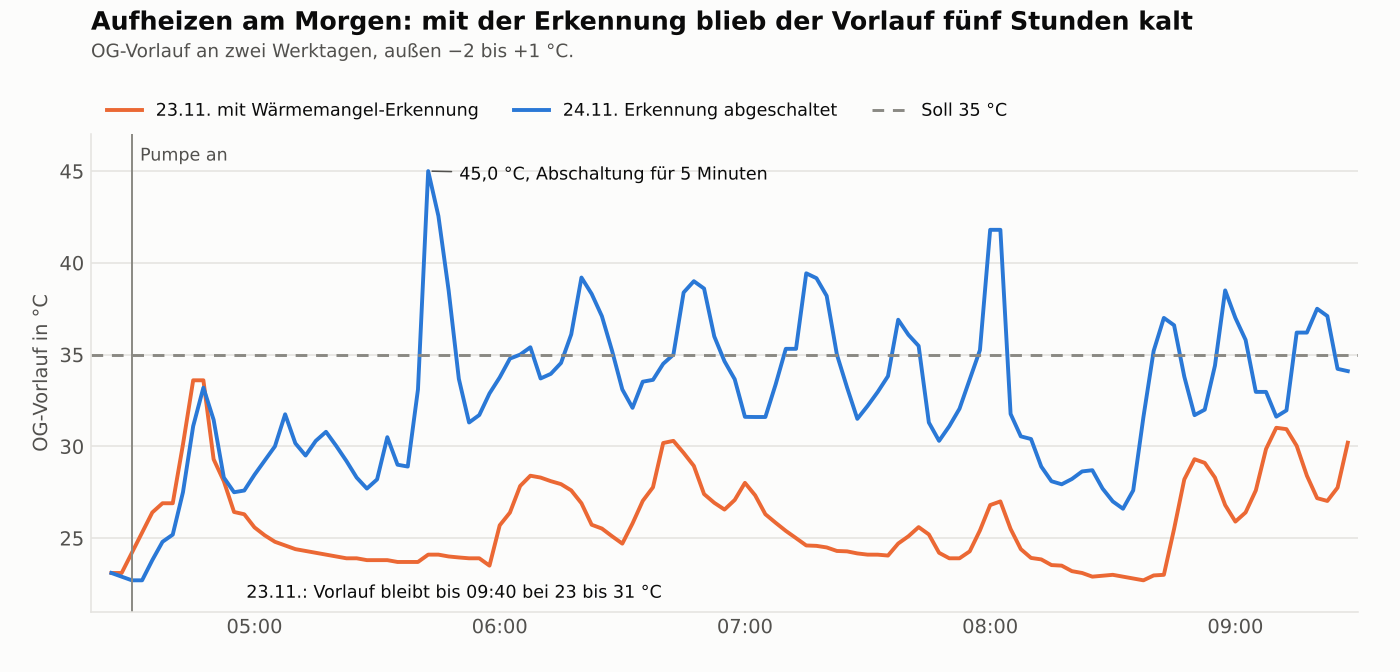 Aufheizen am Morgen: mit der Erkennung blieb der Vorlauf fünf Stunden kalt
OG-Vorlauf an zwei Werktagen, außen −2 bis +1 °C.
23.11. mit Wärmemangel-Erkennung
24.11. Erkennung abgeschaltet
Soll 35 °C
Pumpe an
45,0 °C, Abschaltung für 5 Minuten
45
40
35
30
25
OG-Vorlauf in °C
23.11.: Vorlauf bleibt bis 09:40 bei 23 bis 31 °C
05:00
06:00
07:00
08:00
09:00